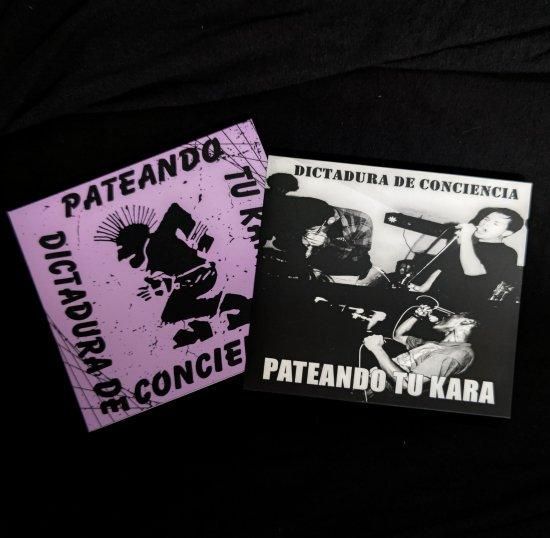 PATEANDO
TU KA
DICTADURA DE
CONCIE
DICTADURA DE CONCIENCIA
PATEANDO TU KARA